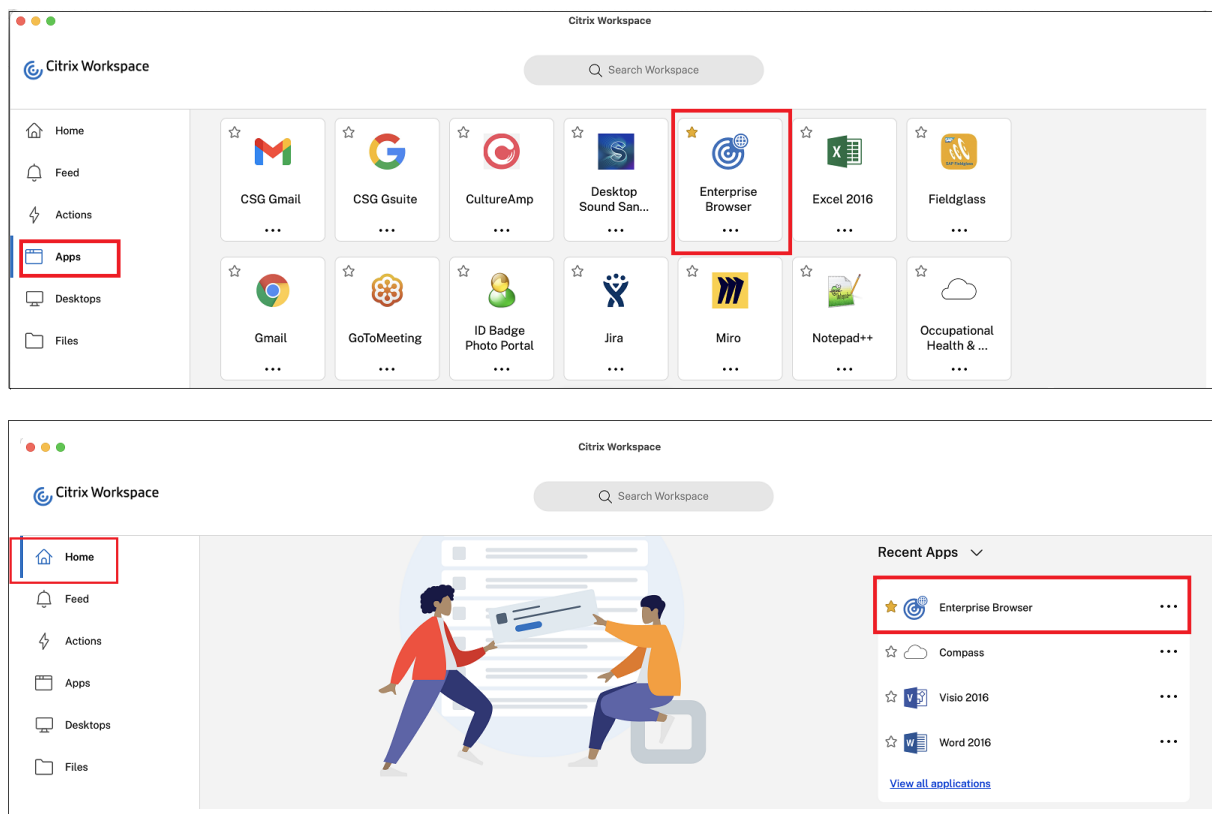 Citrix Workspace
Citrix Workspace
Search Workspace
Home
Feed
Actions
Apps
Desktops
Files
CSG Gmail
CSG Gsuite
CultureAmp
Desktop
Sound San...
Enterprise
Browser
Excel 2016
Fieldglass
Gmail
GoToMeeting
ID Badge
Photo Portal
Jira
Miro
Notepad++
Occupational
Health & ...
Citrix Workspace
Citrix Workspace
Search Workspace
Home
Feed
Actions
Apps
Desktops
Files
Recent Apps
Enterprise Browser
Compass
Visio 2016
Word 2016
View all applications